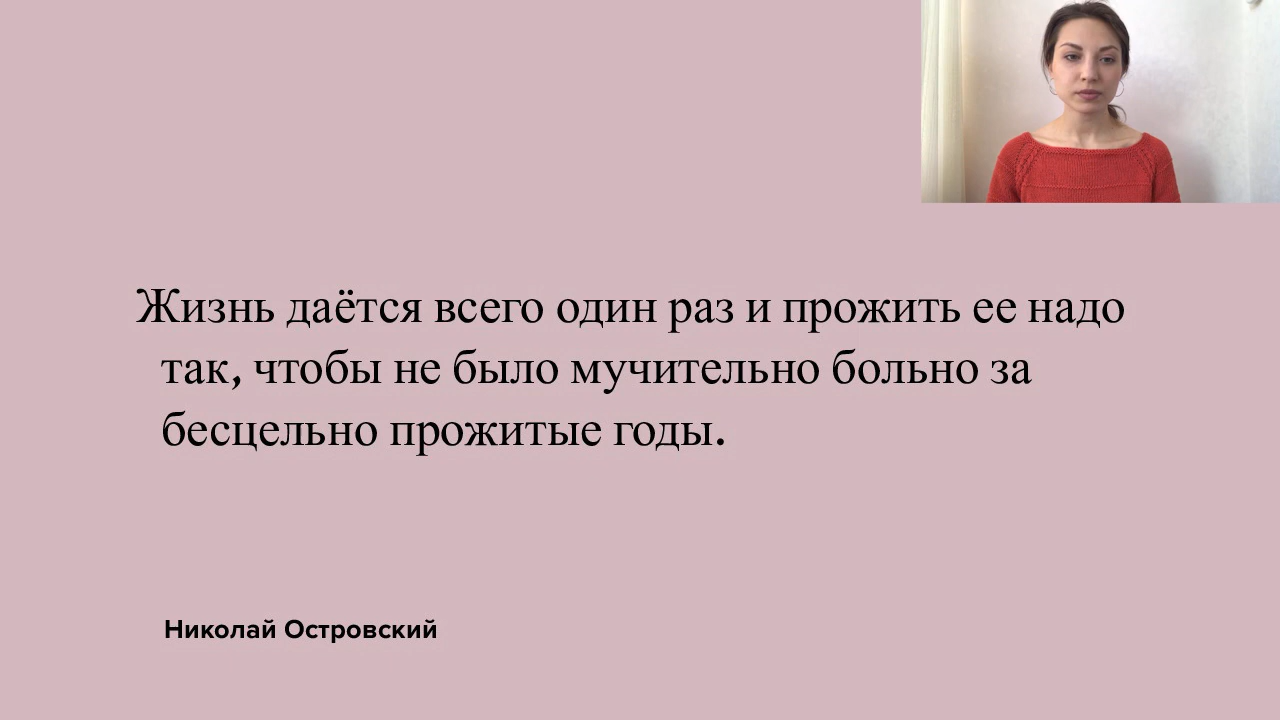 Жизнь даётся всего один раз и прожить ее надо
так, чтобы не было мучительно больно за
бесцельно прожитые годы.
Николай Островский